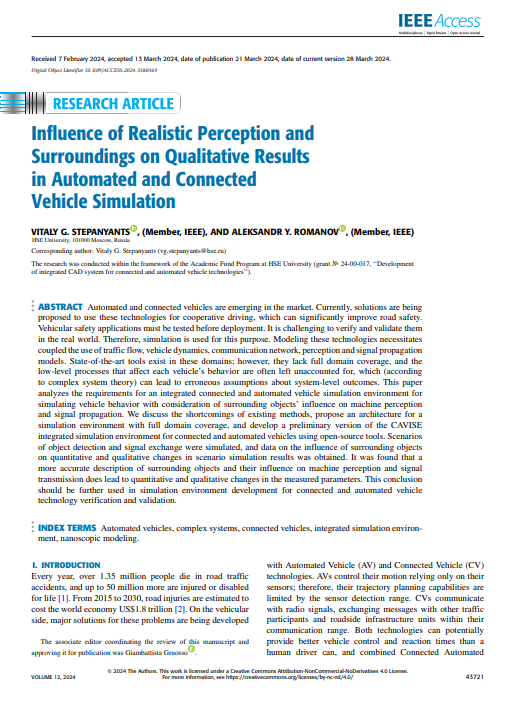 IEEE Access
Multidisciplinary | Rapid Review | Open Access Journal
Received 7 February 2024, accepted 13 March 2024, date of publication 21 March 2024, date of current version 28 March 2024.
Digital Object Identifier 10.1109/ACCESS.2024.3380369
RESEARCH ARTICLE
Influence of Realistic Perception and
Surroundings on Qualitative Results
in Automated and Connected
Vehicle Simulation
VITALY G. STEPANYANTS, (Member, IEEE), AND ALEKSANDR Y. ROMANOV, (Member, IEEE)
HSE University, 101000 Moscow, Russia
Corresponding author: Vitaly G. Stepanyants (vg.stepanyants@hse.ru)
The research was conducted within the framework of the Academic Fund Program at HSE University (grant № 24-00-017, "Development
of integrated CAD system for connected and automated vehicle technologies").
ABSTRACT Automated and connected vehicles are emerging in the market. Currently, solutions are being
proposed to use these technologies for cooperative driving, which can significantly improve road safety.
Vehicular safety applications must be tested before deployment. It is challenging to verify and validate them
in the real world. Therefore, simulation is used for this purpose. Modeling these technologies necessitates
coupled the use of traffic flow, vehicle dynamics, communication network, perception and signal propagation
models. State-of-the-art tools exist in these domains; however, they lack full domain coverage, and the
low-level processes that affect each vehicle's behavior are often left unaccounted for, which (according
to complex system theory) can lead to erroneous assumptions about system-level outcomes. This paper
analyzes the requirements for an integrated connected and automated vehicle simulation environment for
simulating vehicle behavior with consideration of surrounding objects' influence on machine perception
and signal propagation. We discuss the shortcomings of existing methods, propose an architecture for a
simulation environment with full domain coverage, and develop a preliminary version of the CAVISE
integrated simulation environment for connected and automated vehicles using open-source tools. Scenarios
of object detection and signal exchange were simulated, and data on the influence of surrounding objects
on quantitative and qualitative changes in scenario simulation results was obtained. It was found that a
more accurate description of surrounding objects and their influence on machine perception and signal
transmission does lead to quantitative and qualitative changes in the measured parameters. This conclusion
should be further used in simulation environment development for connected and automated vehicle
technology verification and validation.
INDEX TERMS Automated vehicles, complex systems, connected vehicles, integrated simulation environ-
ment, nanoscopic modeling.
I. INTRODUCTION
Every year, over 1.35 million people die in road traffic
accidents, and up to 50 million more are injured or disabled
for life [1]. From 2015 to 2030, road injuries are estimated to
cost the world economy US$1.8 trillion [2]. On the vehicular
side, major solutions for these problems are being developed
The associate editor coordinating the review of this manuscript and
approving it for publication was Giambattista Gruosso.
with Automated Vehicle (AV) and Connected Vehicle (CV)
technologies. AVs control their motion relying only on their
sensors; therefore, their trajectory planning capabilities are
limited by the sensor detection range. CVs communicate
with radio signals, exchanging messages with other traffic
participants and roadside infrastructure units within their
communication range. Both technologies can potentially
provide better vehicle control and reaction times than a
human driver can, and combined Connected Automated
© 2024 The Authors. This work is licensed under a Creative Commons Attribution-NonCommercial-NoDerivatives 4.0 License.
For more information, see https://creativecommons.org/licenses/by-nc-nd/4.0/
VOLUME 12, 2024
43721